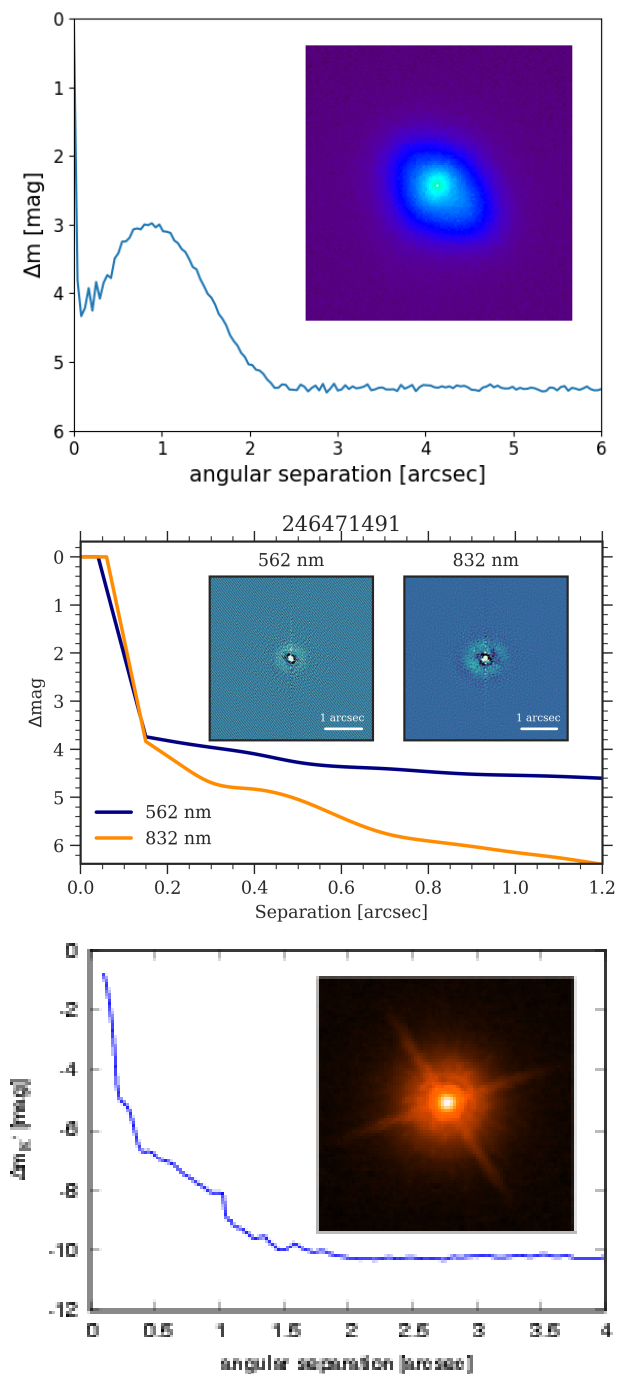 0
1
2
3
4
5
6
Δm [mag]
0 1 2 3 4 5 6
angular separation [arcsec]
246471491
562 nm 832 nm
0
1
2
3
4
5
6
Δmag
1 arcsec 1 arcsec
562 nm
832 nm
0.0 0.2 0.4 0.6 0.8 1.0 1.2
Separation [arcsec]
0
-2
-4
-6
-8
-10
-12
Δm K' [mag]
0 0.5 1 1.5 2 2.5 3 3.5 4
angular separation [arcsec]